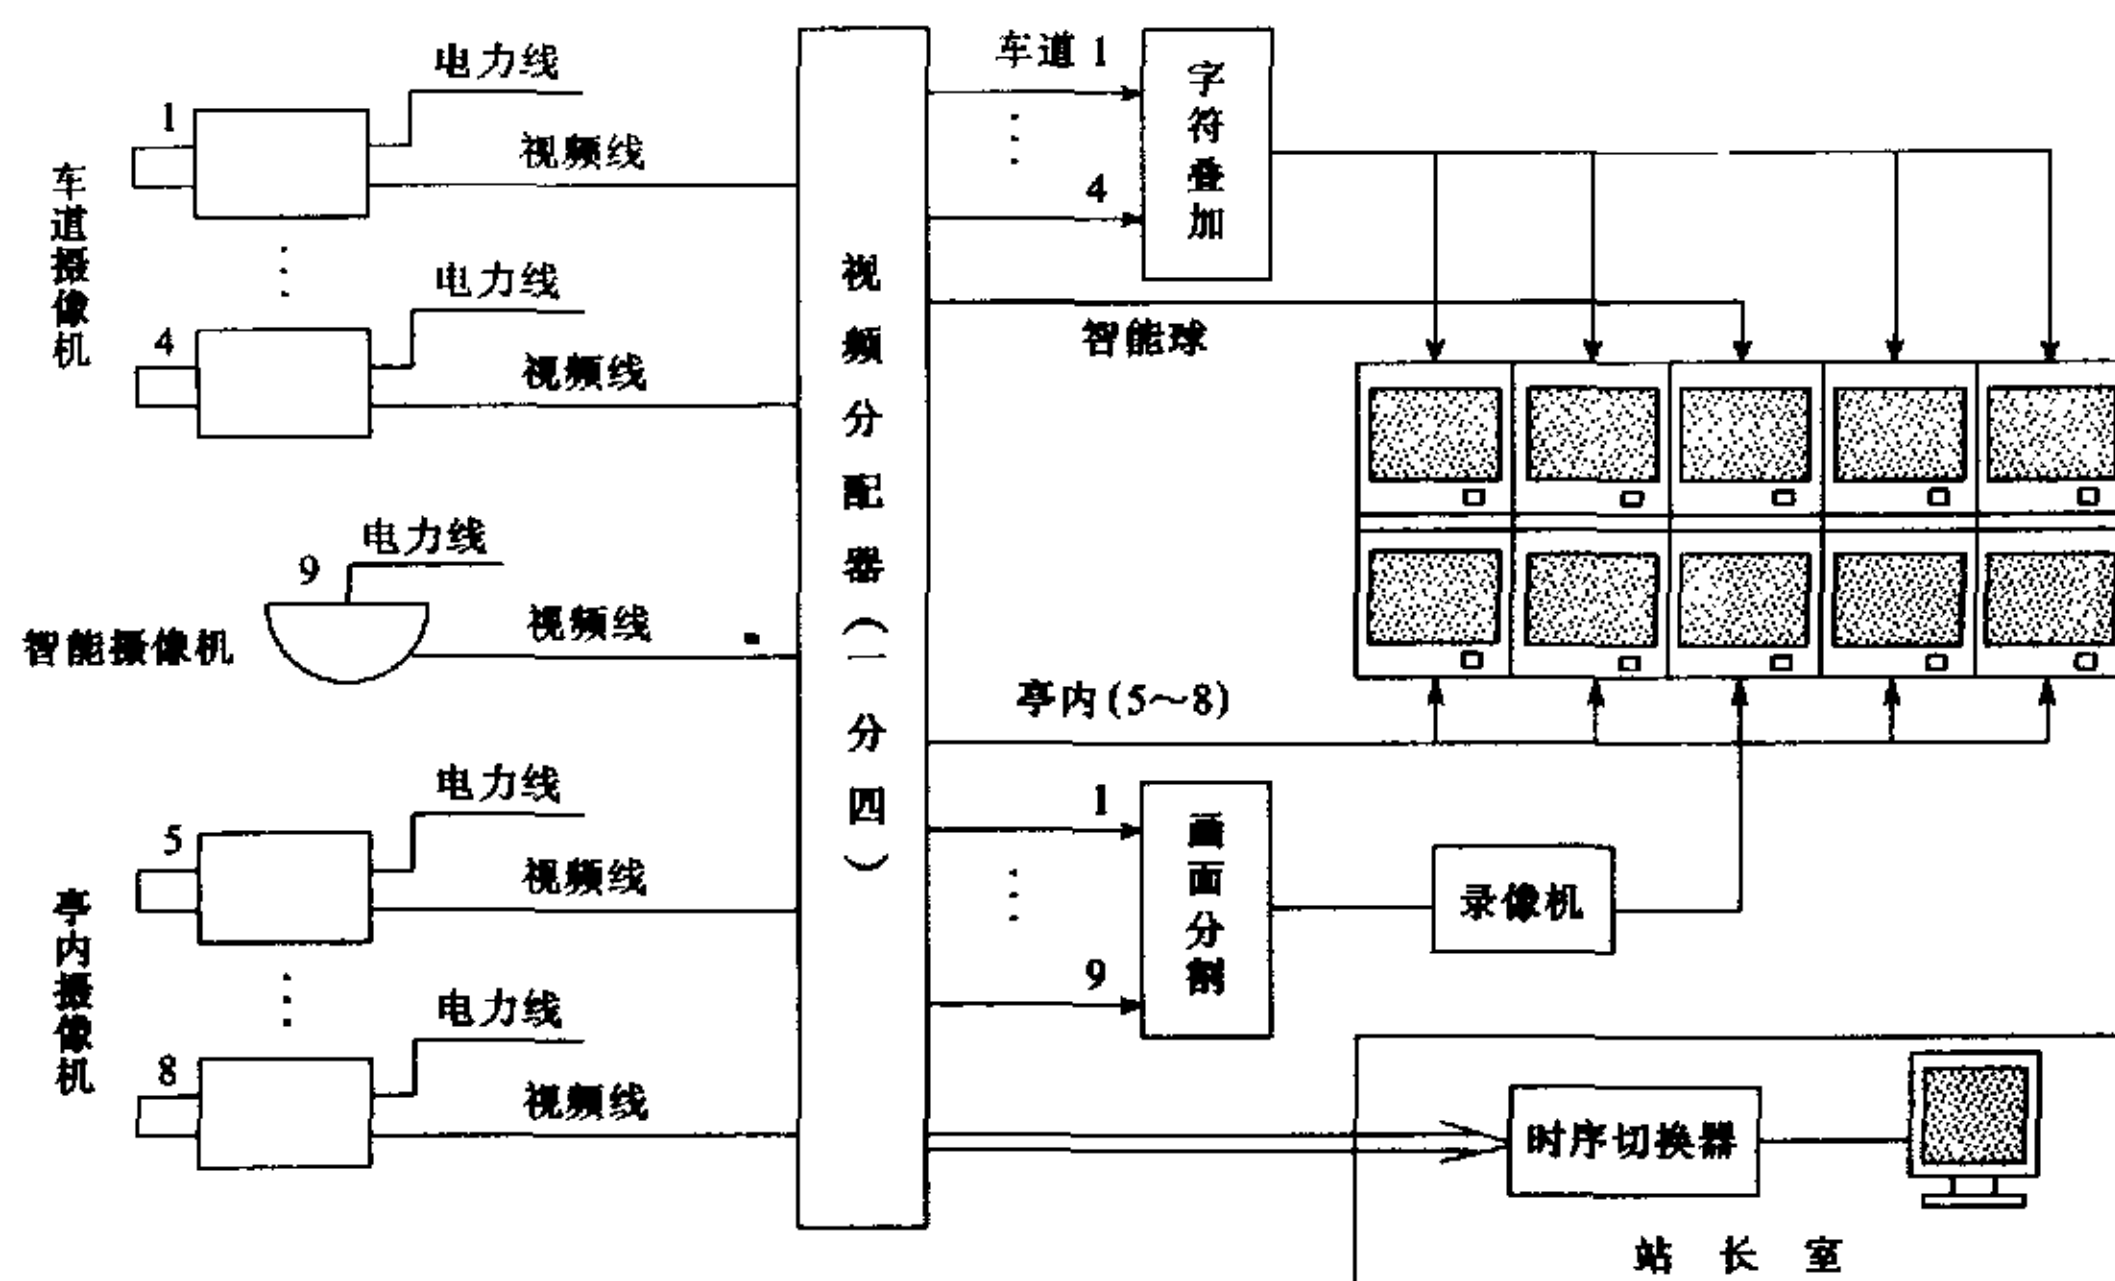 车道摄像机
1
电力线
视频线
4
电力线
视频线
智能摄像机
9
电力线
视频线
亭内摄像机
5
电力线
视频线
8
电力线
视频线
视频分配器(一分四)
车道 1
4
字符叠加
智能球
亭内(5～8)
1
9
画面分割
录像机
时序切换器
站长室